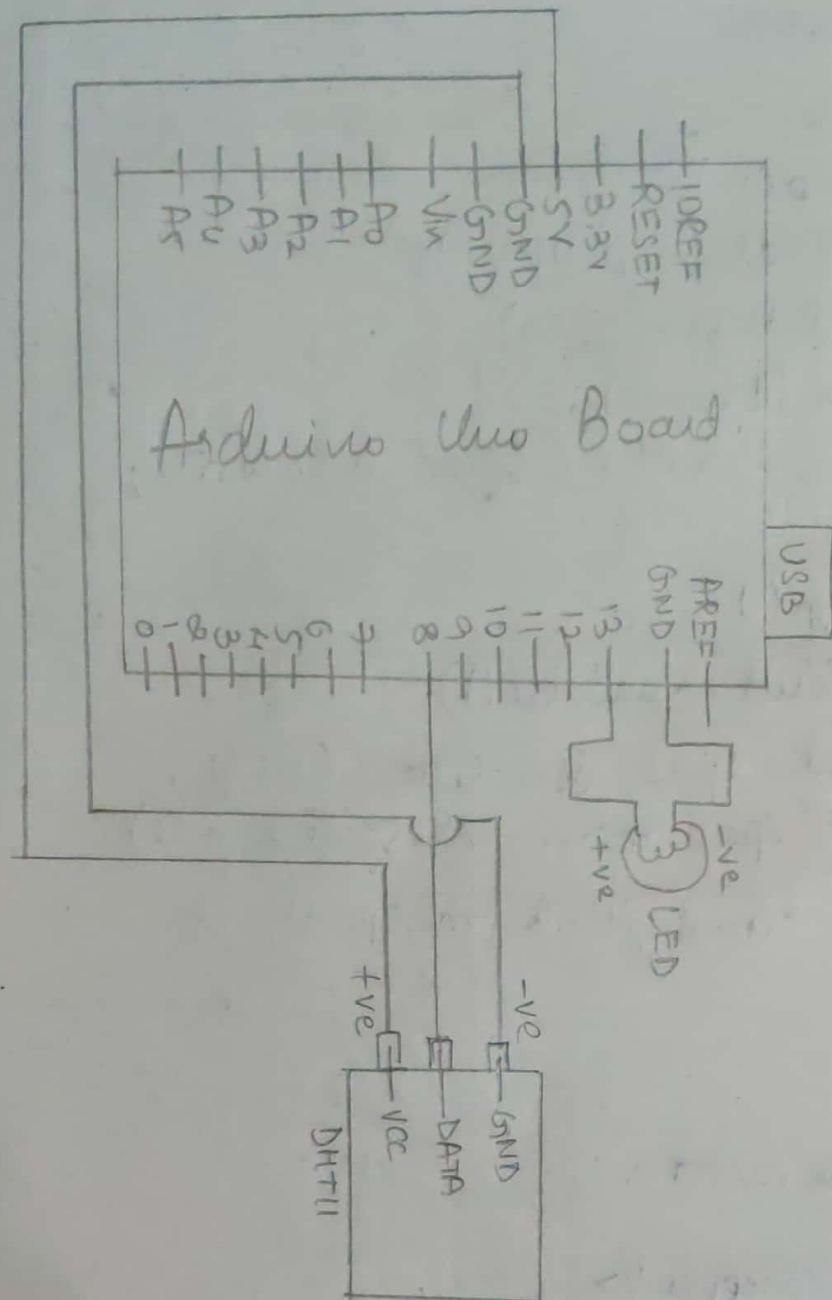 IOREF
RESET
3.3V
5V
GND
GND
Vin
A0
A1
A2
A3
A4
A5
Arduino Uno Board
USB
AREF
GND
13
12
11
10
9
8
7
6
5
4
3
2
1
0
-ve
+ve
LED
-ve
+ve
GND
DATA
VCC
DHT11